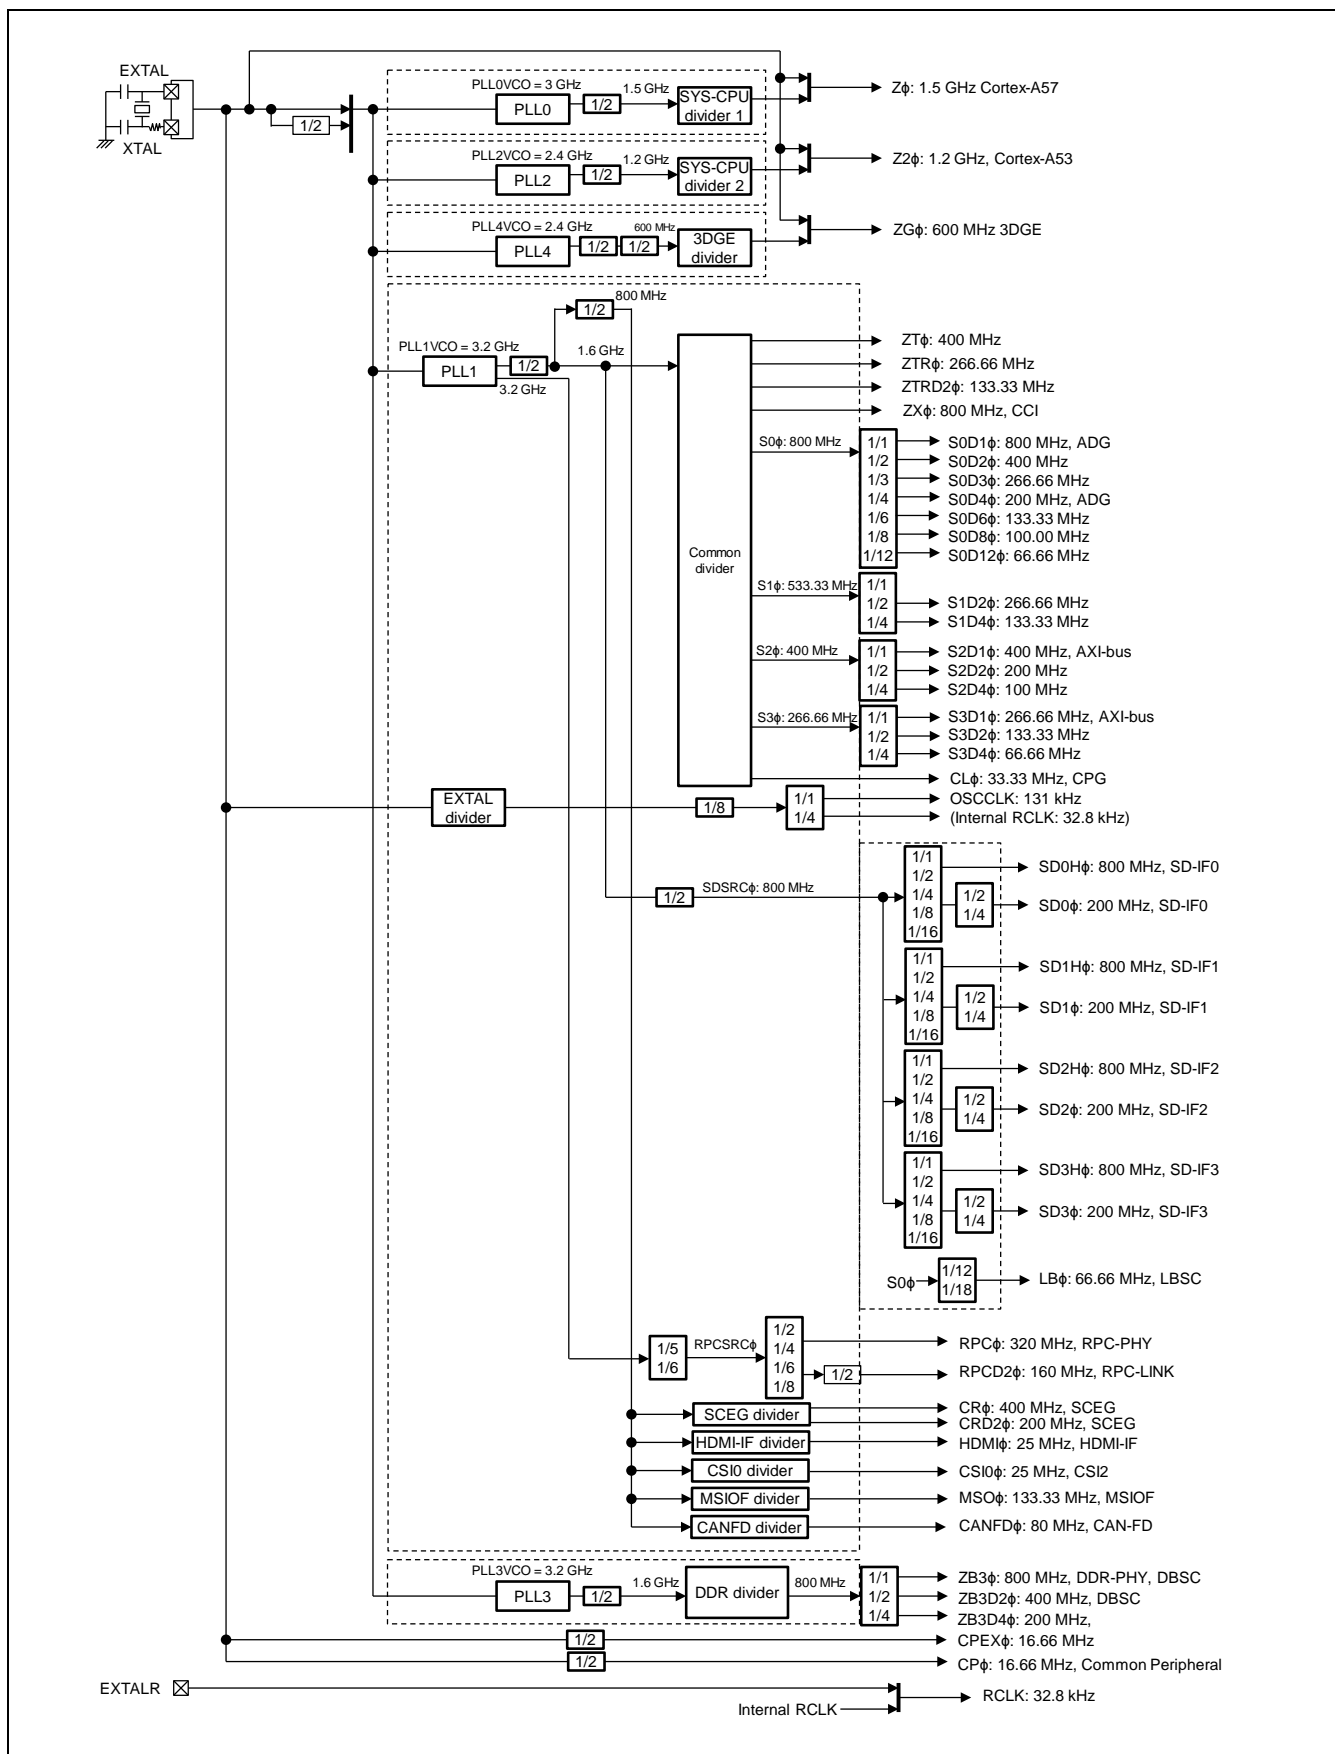 EXTAL
XTAL
1/2
PLL0VCO = 3 GHz
PLL0
1/2
1.5 GHz
SYS-CPU
divider 1
Zϕ: 1.5 GHz Cortex-A57
PLL2VCO = 2.4 GHz
PLL2
1/2
1.2 GHz
SYS-CPU
divider 2
Z2ϕ: 1.2 GHz, Cortex-A53
PLL4VCO = 2.4 GHz
PLL4
1/2
1/2
600 MHz
3DGE
divider
ZGϕ: 600 MHz 3DGE
1/2
800 MHz
PLL1VCO = 3.2 GHz
PLL1
1/2
1.6 GHz
3.2 GHz
Common
divider
ZTϕ: 400 MHz
ZTRϕ: 266.66 MHz
ZTRD2ϕ: 133.33 MHz
ZXϕ: 800 MHz, CCI
S0ϕ: 800 MHz
1/1
1/2
1/3
1/4
1/6
1/8
1/12
S0D1ϕ: 800 MHz, ADG
S0D2ϕ: 400 MHz
S0D3ϕ: 266.66 MHz
S0D4ϕ: 200 MHz, ADG
S0D6ϕ: 133.33 MHz
S0D8ϕ: 100.00 MHz
S0D12ϕ: 66.66 MHz
S1ϕ: 533.33 MHz
1/1
1/2
1/4
S1D2ϕ: 266.66 MHz
S1D4ϕ: 133.33 MHz
S2ϕ: 400 MHz
1/1
1/2
1/4
S2D1ϕ: 400 MHz, AXI-bus
S2D2ϕ: 200 MHz
S2D4ϕ: 100 MHz
S3ϕ: 266.66 MHz
1/1
1/2
1/4
S3D1ϕ: 266.66 MHz, AXI-bus
S3D2ϕ: 133.33 MHz
S3D4ϕ: 66.66 MHz
CLϕ: 33.33 MHz, CPG
EXTAL
divider
1/8
1/1
1/4
OSCCLK: 131 kHz
(Internal RCLK: 32.8 kHz)
1/2
SDSRCϕ: 800 MHz
1/1
1/2
1/4
1/8
1/16
1/2
1/4
SD0Hϕ: 800 MHz, SD-IF0
SD0ϕ: 200 MHz, SD-IF0
1/1
1/2
1/4
1/8
1/16
1/2
1/4
SD1Hϕ: 800 MHz, SD-IF1
SD1ϕ: 200 MHz, SD-IF1
1/1
1/2
1/4
1/8
1/16
1/2
1/4
SD2Hϕ: 800 MHz, SD-IF2
SD2ϕ: 200 MHz, SD-IF2
1/1
1/2
1/4
1/8
1/16
1/2
1/4
SD3Hϕ: 800 MHz, SD-IF3
SD3ϕ: 200 MHz, SD-IF3
S0ϕ
1/12
1/18
LBϕ: 66.66 MHz, LBSC
1/5
1/6
RPCSRCϕ
1/2
1/4
1/6
1/8
1/2
RPCϕ: 320 MHz, RPC-PHY
RPCD2ϕ: 160 MHz, RPC-LINK
SCEG divider
CRϕ: 400 MHz, SCEG
CRD2ϕ: 200 MHz, SCEG
HDMI-IF divider
HDMIϕ: 25 MHz, HDMI-IF
CSI0 divider
CSI0ϕ: 25 MHz, CSI2
MSIOF divider
MSOϕ: 133.33 MHz, MSIOF
CANFD divider
CANFDϕ: 80 MHz, CAN-FD
PLL3VCO = 3.2 GHz
PLL3
1/2
1.6 GHz
DDR divider
800 MHz
1/1
1/2
1/4
ZB3ϕ: 800 MHz, DDR-PHY, DBSC
ZB3D2ϕ: 400 MHz, DBSC
ZB3D4ϕ: 200 MHz,
1/2
CPEXϕ: 16.66 MHz
1/2
CPϕ: 16.66 MHz, Common Peripheral
EXTALR
Internal RCLK
RCLK: 32.8 kHz